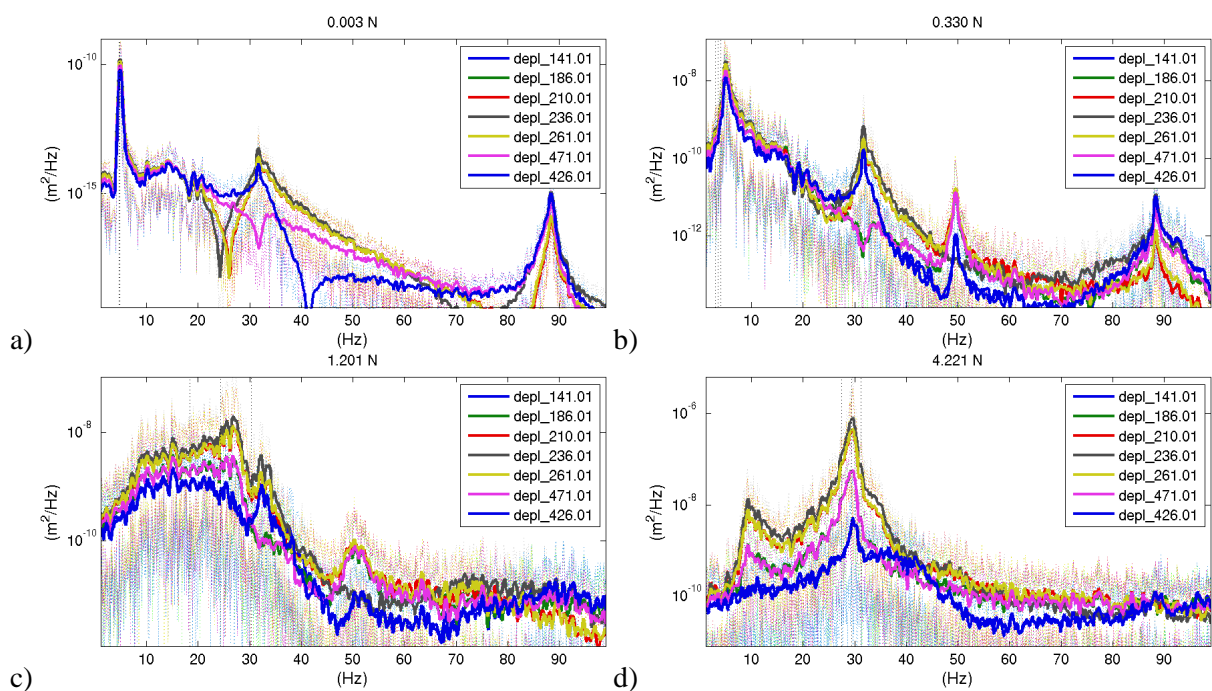 0.003 N
10^-10
10^-15
(m^2/Hz)
depl_141.01
depl_186.01
depl_210.01
depl_236.01
depl_261.01
depl_471.01
depl_426.01
10 20 30 40 50 60 70 80 90
(Hz)
a)
0.330 N
10^-8
10^-10
10^-12
(m^2/Hz)
depl_141.01
depl_186.01
depl_210.01
depl_236.01
depl_261.01
depl_471.01
depl_426.01
10 20 30 40 50 60 70 80 90
(Hz)
b)
1.201 N
10^-8
10^-10
(m^2/Hz)
depl_141.01
depl_186.01
depl_210.01
depl_236.01
depl_261.01
depl_471.01
depl_426.01
10 20 30 40 50 60 70 80 90
(Hz)
c)
4.221 N
10^-6
10^-8
10^-10
(m^2/Hz)
depl_141.01
depl_186.01
depl_210.01
depl_236.01
depl_261.01
depl_471.01
depl_426.01
10 20 30 40 50 60 70 80 90
(Hz)
d)